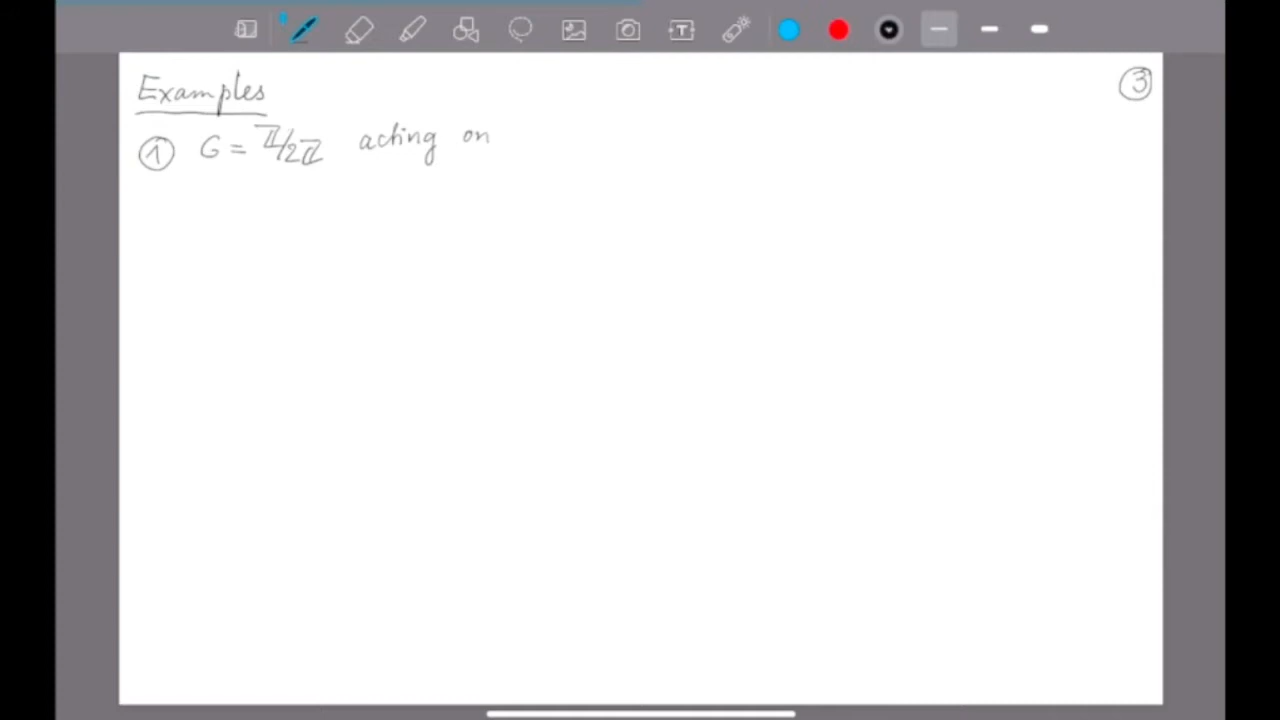 Examples
③
① G = ℤ/2ℤ acting on